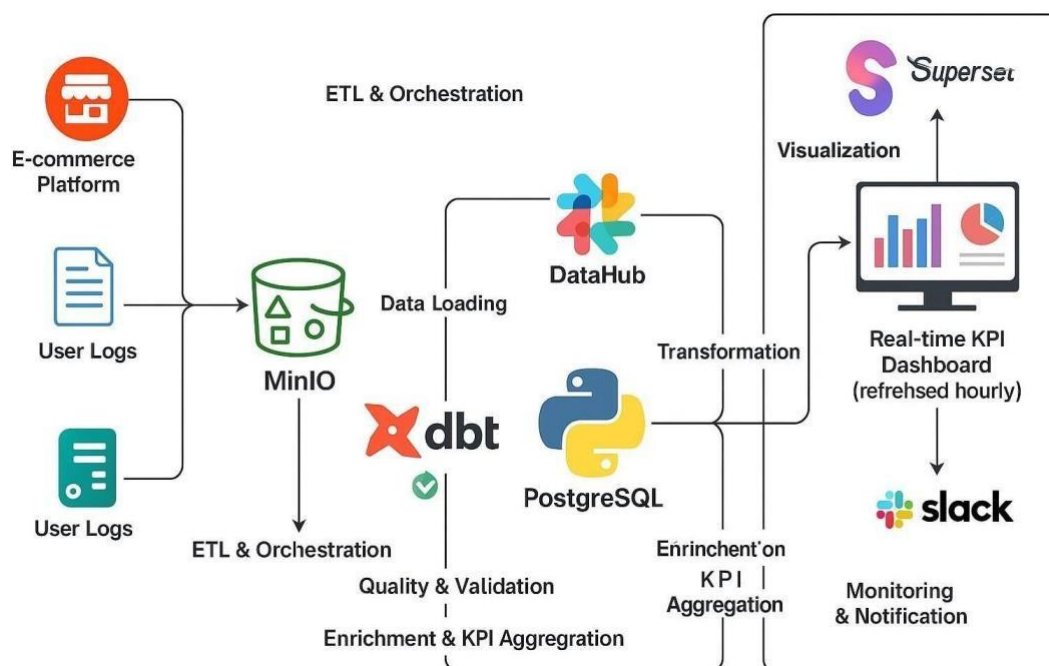 ETL & Orchestration
E-commerce
Platform
User Logs
User Logs
MinIO
ETL & Orchestration
Data Loading
dbt
Quality & Validation
Enrichment & KPI Aggregration
DataHub
PostgreSQL
Transformation
Enrinchent'on
KPI
Aggregation
Superset
Visualization
Real-time KPI
Dashboard
(refrehsed hourly)
slack
Monitoring
& Notification